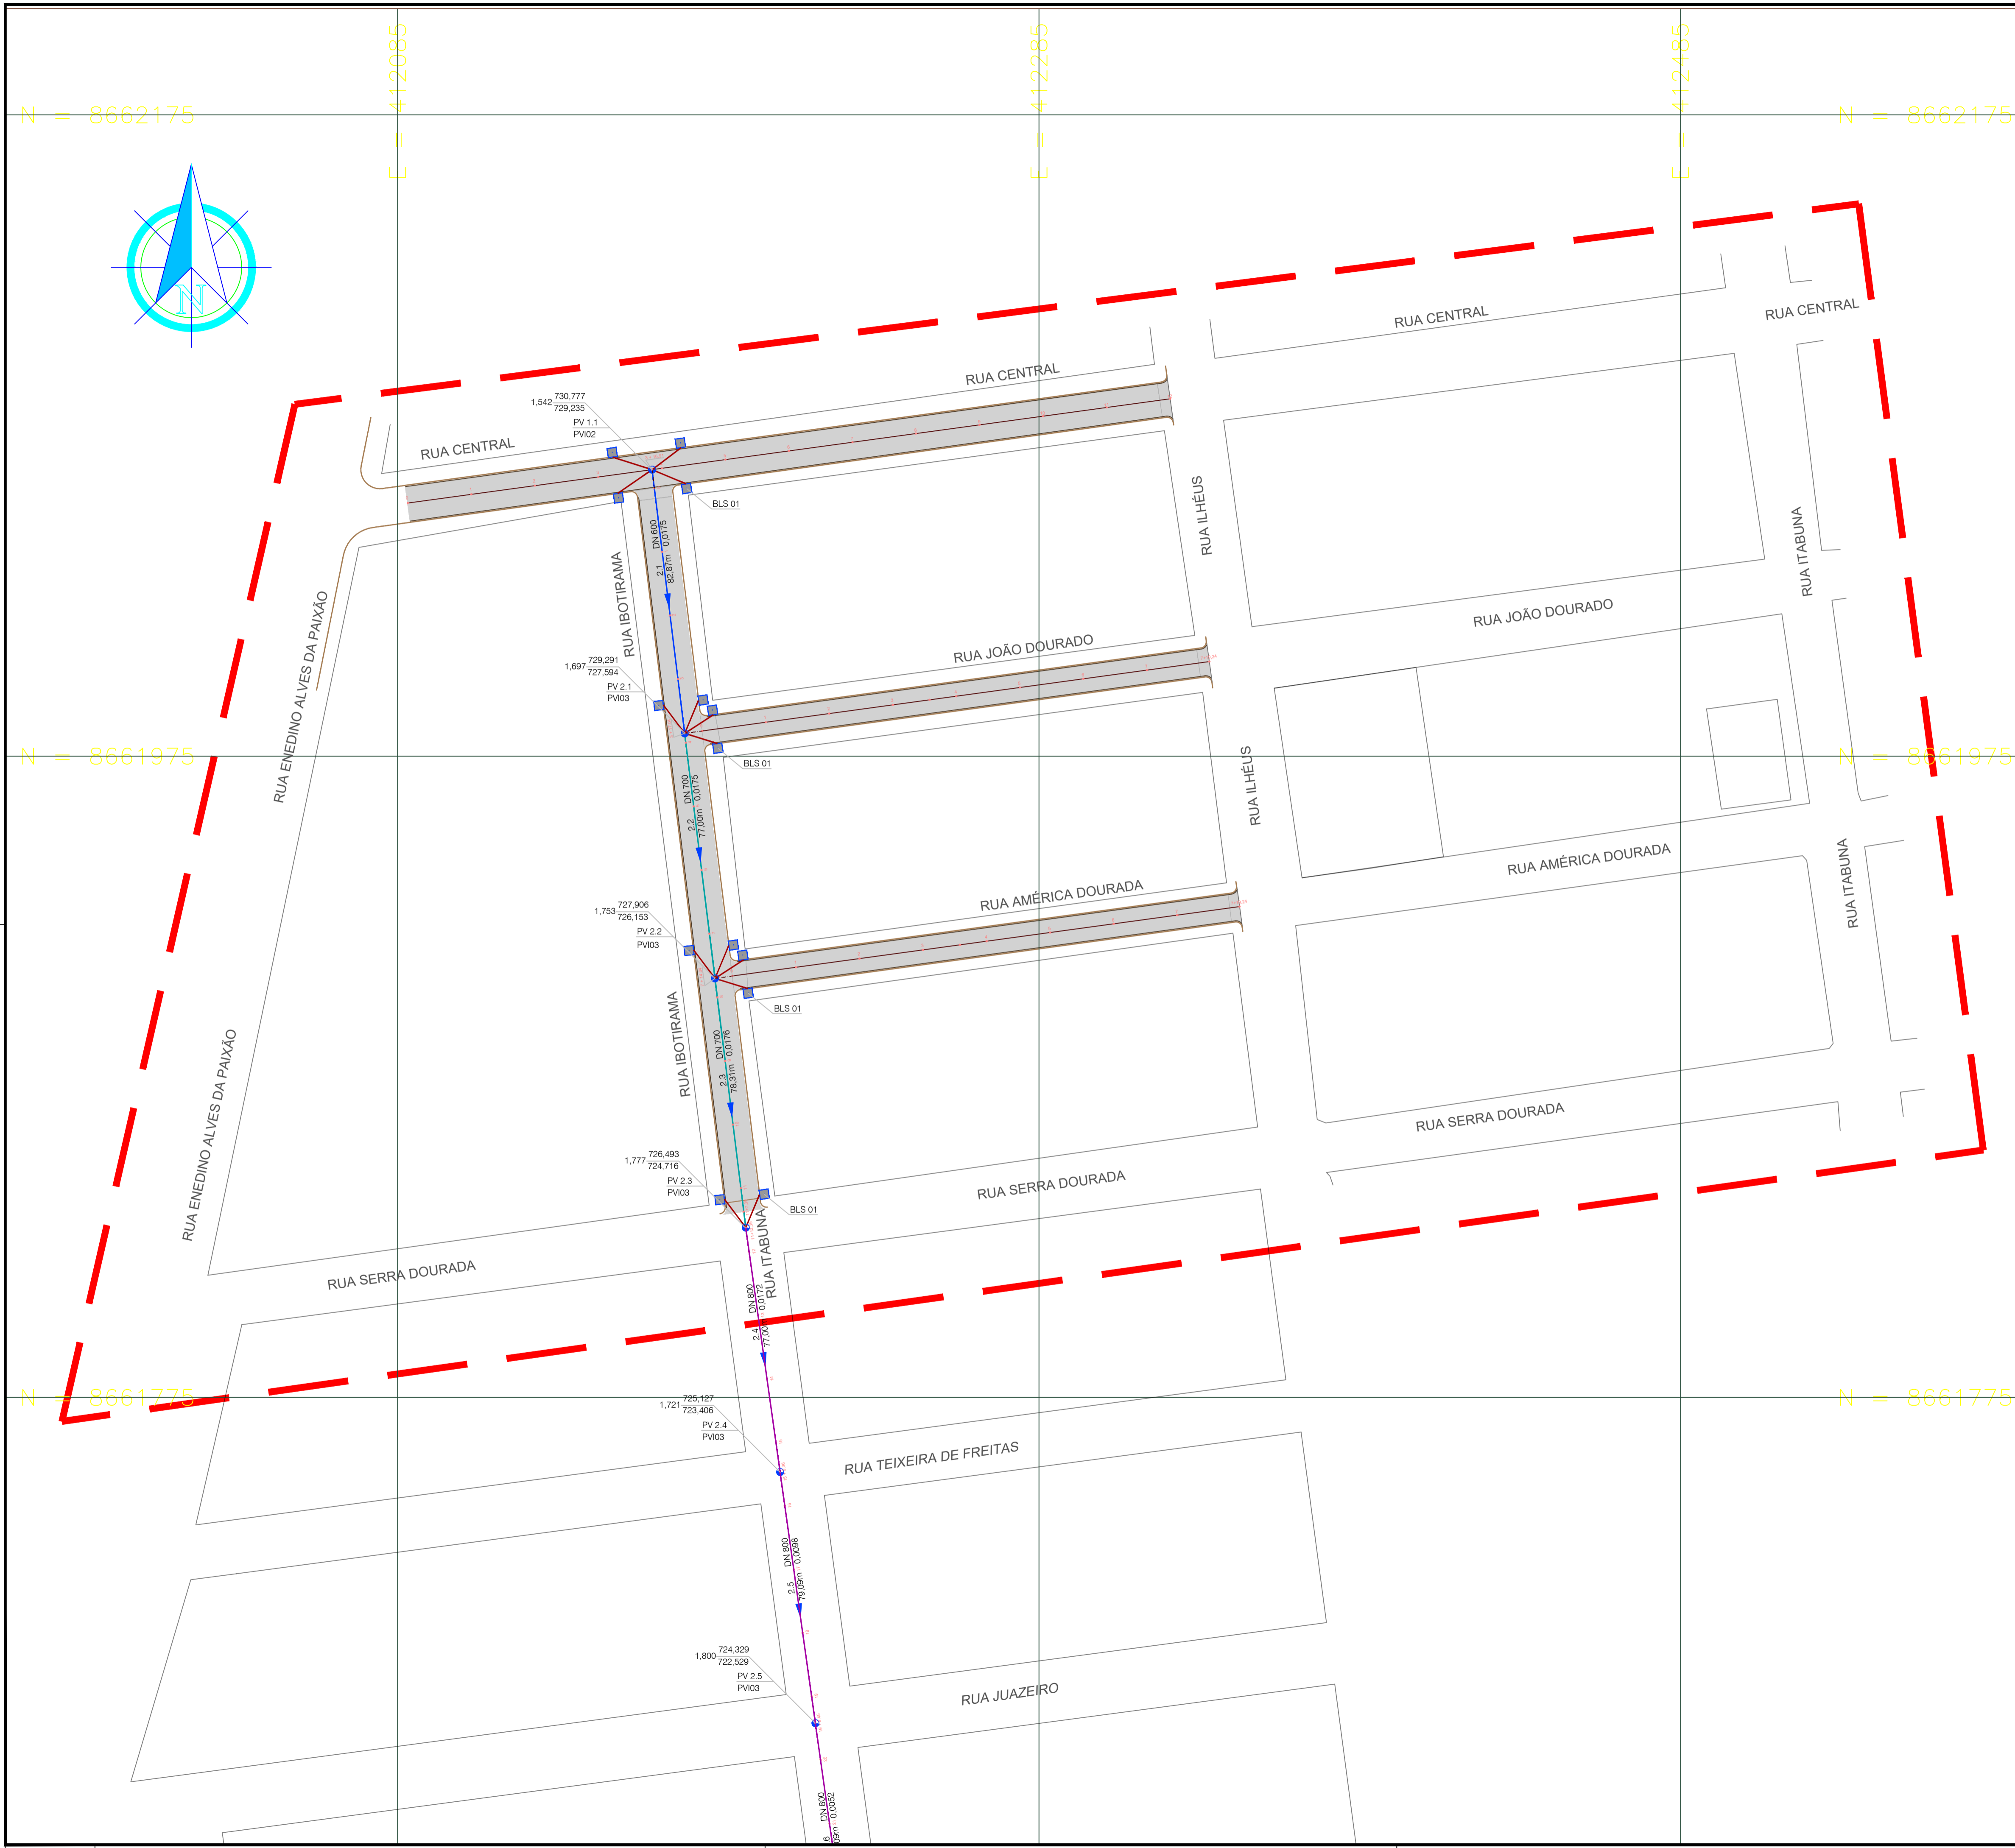 E = 412085
E = 412285
E = 412485
N = 8662175
N = 8662175
N
RUA CENTRAL
RUA CENTRAL
RUA CENTRAL
RUA CENTRAL
1,542 730,777
729,235
PV 1.1
PVI02
BLS 01
DN 600
0,0175
2.1
82,87m
RUA IBOTIRAMA
RUA ILHÉUS
RUA ITABUNA
RUA ENEDINO ALVES DA PAIXÃO
RUA JOÃO DOURADO
RUA JOÃO DOURADO
1,697 729,291
727,594
PV 2.1
PVI03
BLS 01
N = 8661975
N = 8661975
DN 700
0,0175
2.2
77,00m
RUA ILHÉUS
RUA AMÉRICA DOURADA
RUA AMÉRICA DOURADA
RUA ITABUNA
1,753 727,906
726,153
PV 2.2
PVI03
BLS 01
DN 700
0,0176
2.3
78,31m
RUA IBOTIRAMA
RUA ENEDINO ALVES DA PAIXÃO
RUA SERRA DOURADA
RUA SERRA DOURADA
1,777 726,493
724,716
PV 2.3
PVI03
BLS 01
RUA ITABUNA
RUA SERRA DOURADA
DN 800
0,0172
2.4
77,00m
N = 8661775
N = 8661775
1,721 725,127
723,406
PV 2.4
PVI03
RUA TEIXEIRA DE FREITAS
DN 800
0,0098
2.5
79,09m
1,800 724,329
722,529
PV 2.5
PVI03
RUA JUAZEIRO
DN 800
0,0052